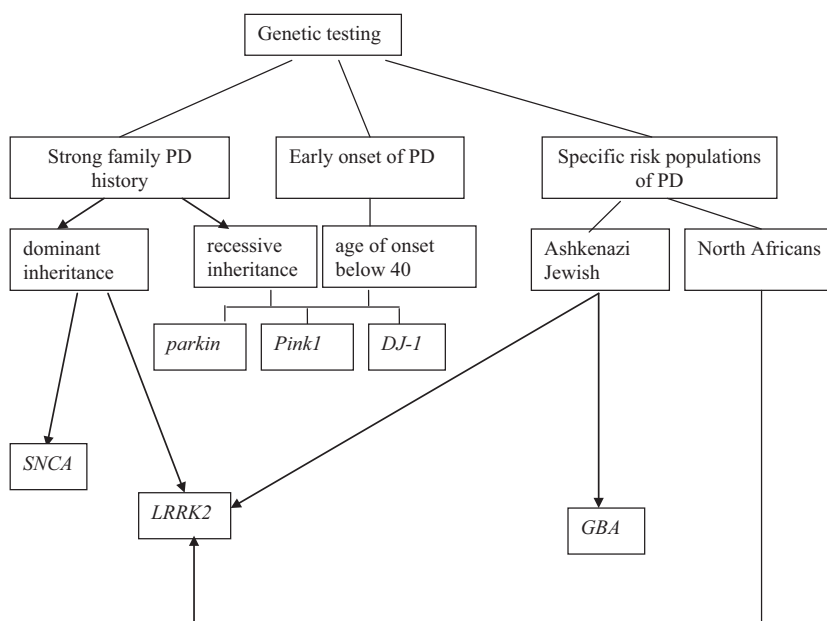 Genetic testing
Strong family PD
history
Early onset of PD
Specific risk populations
of PD
dominant
inheritance
recessive
inheritance
age of onset
below 40
Ashkenazi
Jewish
North Africans
parkin
Pink1
DJ-1
SNCA
LRRK2
GBA